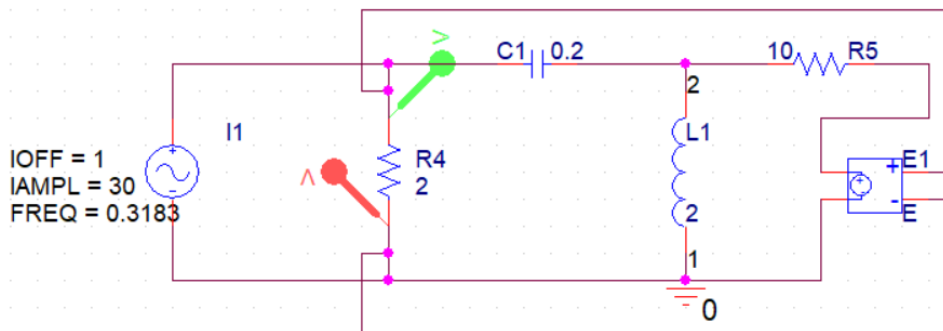 C1 0.2
10 R5
2
I1
L1
IOFF = 1
IAMPL = 30
FREQ = 0.3183
R4
2
E1
+
-
E
2
1
0
V
V